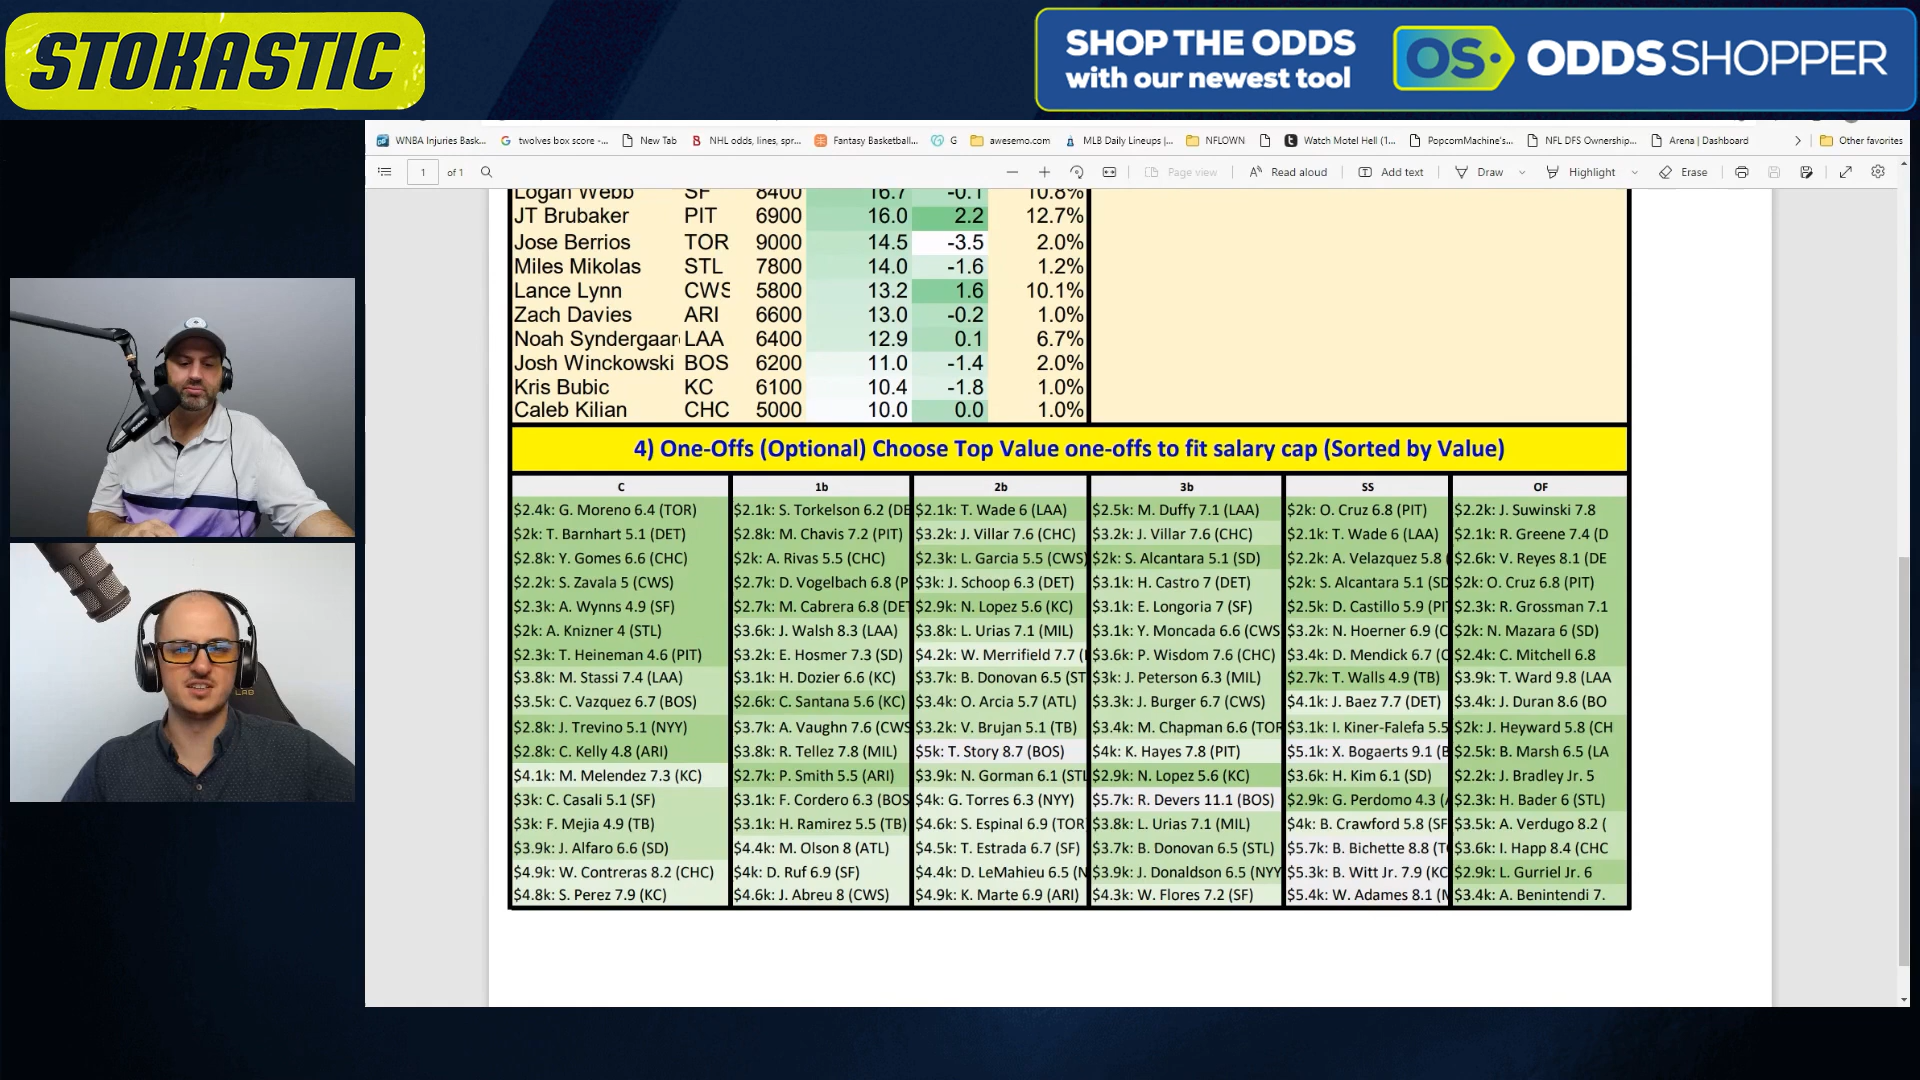 STOKASTIC
SHOP THE ODDS
with our newest tool
OS
ODDSSHOPPER
WNBA Injuries Bask... twolves box score -... New Tab NHL odds, lines, spr... Fantasy Basketball... G awesemo.com MLB Daily Lineups |... NFLOWN Watch Motel Hell (1... PopcornMachine's... NFL DFS Ownership... Arena | Dashboard Other favorites
1 of 1 Page view Read aloud Add text Draw Highlight Erase
Logan Webb SF 8400 16.7 -0.1 10.8%
JT Brubaker PIT 6900 16.0 2.2 12.7%
Jose Berrios TOR 9000 14.5 -3.5 2.0%
Miles Mikolas STL 7800 14.0 -1.6 1.2%
Lance Lynn CWS 5800 13.2 1.6 10.1%
Zach Davies ARI 6600 13.0 -0.2 1.0%
Noah Syndergaar LAA 6400 12.9 0.1 6.7%
Josh Winckowski BOS 6200 11.0 -1.4 2.0%
Kris Bubic KC 6100 10.4 -1.8 1.0%
Caleb Kilian CHC 5000 10.0 0.0 1.0%
4) One-Offs (Optional) Choose Top Value one-offs to fit salary cap (Sorted by Value)
C 1b 2b 3b SS OF
$2.4k: G. Moreno 6.4 (TOR) $2.1k: S. Torkelson 6.2 (DE $2.1k: T. Wade 6 (LAA) $2.5k: M. Duffy 7.1 (LAA) $2k: O. Cruz 6.8 (PIT) $2.2k: J. Suwinski 7.8
$2k: T. Barnhart 5.1 (DET) $2.8k: M. Chavis 7.2 (PIT) $3.2k: J. Villar 7.6 (CHC) $3.2k: J. Villar 7.6 (CHC) $2.1k: T. Wade 6 (LAA) $2.1k: R. Greene 7.4 (D
$2.8k: Y. Gomes 6.6 (CHC) $2k: A. Rivas 5.5 (CHC) $2.3k: L. Garcia 5.5 (CWS) $2k: S. Alcantara 5.1 (SD) $2.2k: A. Velazquez 5.8 ( $2.6k: V. Reyes 8.1 (DE
$2.2k: S. Zavala 5 (CWS) $2.7k: D. Vogelbach 6.8 (P $3k: J. Schoop 6.3 (DET) $3.1k: H. Castro 7 (DET) $2k: S. Alcantara 5.1 (SD $2k: O. Cruz 6.8 (PIT)
$2.3k: A. Wynns 4.9 (SF) $2.7k: M. Cabrera 6.8 (DET $2.9k: N. Lopez 5.6 (KC) $3.1k: E. Longoria 7 (SF) $2.5k: D. Castillo 5.9 (PIT $2.3k: R. Grossman 7.1
$2k: A. Knizner 4 (STL) $3.6k: J. Walsh 8.3 (LAA) $3.8k: L. Urias 7.1 (MIL) $3.1k: Y. Moncada 6.6 (CWS $3.2k: N. Hoerner 6.9 (C $2k: N. Mazara 6 (SD)
$2.3k: T. Heineman 4.6 (PIT) $3.2k: E. Hosmer 7.3 (SD) $4.2k: W. Merrifield 7.7 ( $3.6k: P. Wisdom 7.6 (CHC) $3.4k: D. Mendick 6.7 (C $2.4k: C. Mitchell 6.8
$3.8k: M. Stassi 7.4 (LAA) $3.1k: H. Dozier 6.6 (KC) $3.7k: B. Donovan 6.5 (ST $3k: J. Peterson 6.3 (MIL) $2.7k: T. Walls 4.9 (TB) $3.9k: T. Ward 9.8 (LAA
$3.5k: C. Vazquez 6.7 (BOS) $2.6k: C. Santana 5.6 (KC) $3.4k: O. Arcia 5.7 (ATL) $3.3k: J. Burger 6.7 (CWS) $4.1k: J. Baez 7.7 (DET) $3.4k: J. Duran 8.6 (BO
$2.8k: J. Trevino 5.1 (NYY) $3.7k: A. Vaughn 7.6 (CWS $3.2k: V. Brujan 5.1 (TB) $3.4k: M. Chapman 6.6 (TOR $3.1k: I. Kiner-Falefa 5.5 $2k: J. Heyward 5.8 (CH
$2.8k: C. Kelly 4.8 (ARI) $3.8k: R. Tellez 7.8 (MIL) $5k: T. Story 8.7 (BOS) $4k: K. Hayes 7.8 (PIT) $5.1k: X. Bogaerts 9.1 (B $2.5k: B. Marsh 6.5 (LA
$4.1k: M. Melendez 7.3 (KC) $2.7k: P. Smith 5.5 (ARI) $3.9k: N. Gorman 6.1 (STL $2.9k: N. Lopez 5.6 (KC) $3.6k: H. Kim 6.1 (SD) $2.2k: J. Bradley Jr. 5
$3k: C. Casali 5.1 (SF) $3.1k: F. Cordero 6.3 (BOS $4k: G. Torres 6.3 (NYY) $5.7k: R. Devers 11.1 (BOS) $2.9k: G. Perdomo 4.3 (A $2.3k: H. Bader 6 (STL)
$3k: F. Mejia 4.9 (TB) $3.1k: H. Ramirez 5.5 (TB) $4.6k: S. Espinal 6.9 (TOR $3.8k: L. Urias 7.1 (MIL) $4k: B. Crawford 5.8 (SF $3.5k: A. Verdugo 8.2 (
$3.9k: J. Alfaro 6.6 (SD) $4.4k: M. Olson 8 (ATL) $4.5k: T. Estrada 6.7 (SF) $3.7k: B. Donovan 6.5 (STL) $5.7k: B. Bichette 8.8 (T $3.6k: I. Happ 8.4 (CHC
$4.9k: W. Contreras 8.2 (CHC) $4k: D. Ruf 6.9 (SF) $4.4k: D. LeMahieu 6.5 (N $3.9k: J. Donaldson 6.5 (NYY $5.3k: B. Witt Jr. 7.9 (KC $2.9k: L. Gurriel Jr. 6
$4.8k: S. Perez 7.9 (KC) $4.6k: J. Abreu 8 (CWS) $4.9k: K. Marte 6.9 (ARI) $4.3k: W. Flores 7.2 (SF) $5.4k: W. Adames 8.1 (M $3.4k: A. Benintendi 7.